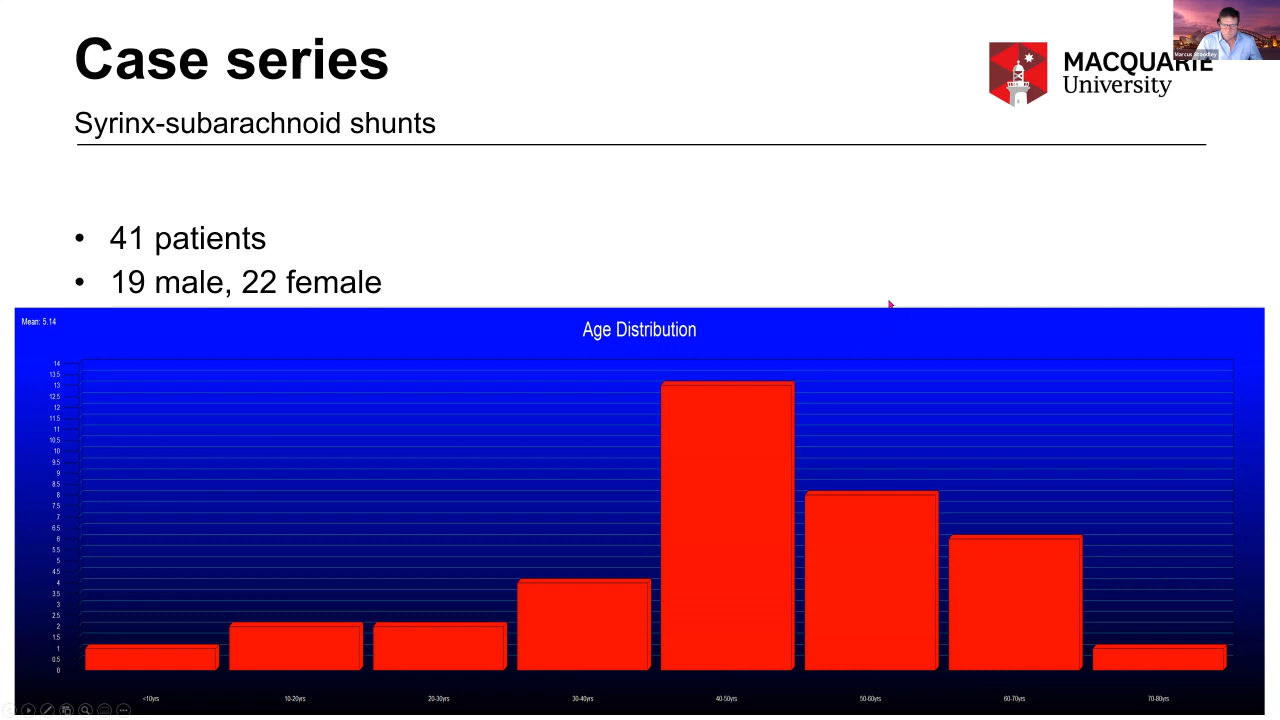 Case series
Syrinx-subarachnoid shunts
MACQUARIE
University
Marcus Stoodley
• 41 patients
• 19 male, 22 female
Mean: 5.14
Age Distribution
14
13.5
13
12.5
12
11.5
11
10.5
10
9.5
9
8.5
8
7.5
7
6.5
6
5.5
5
4.5
4
3.5
3
2.5
2
1.5
1
0.5
0
<10yrs 10-20yrs 20-30yrs 30-40yrs 40-50yrs 50-60yrs 60-70yrs 70-80yrs